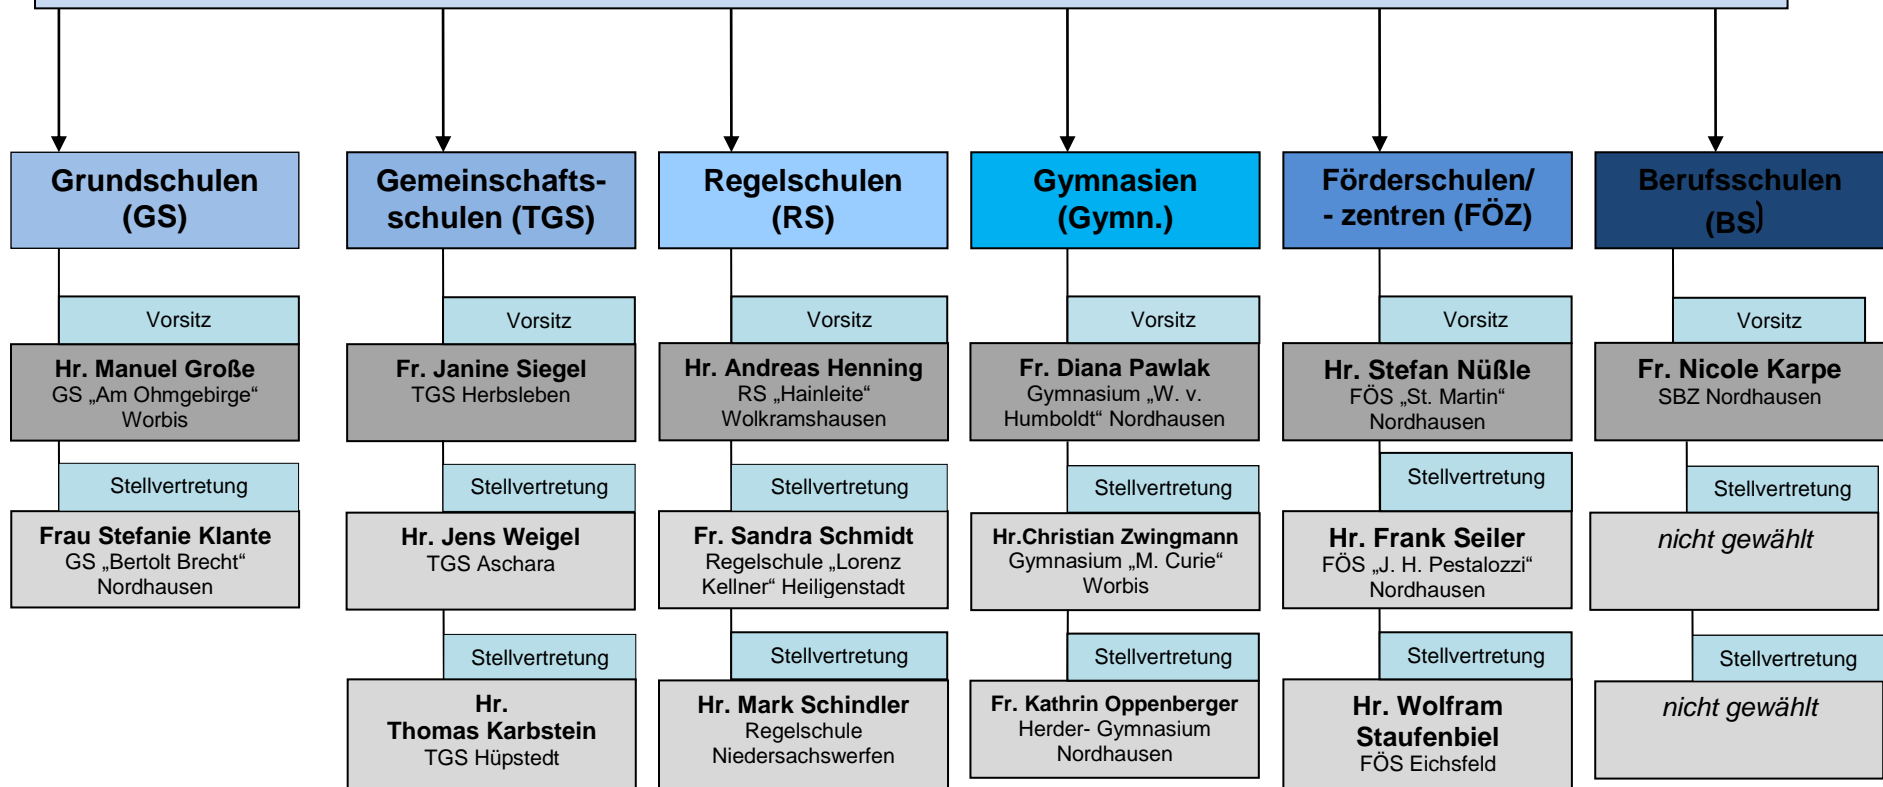 Grundschulen
(GS)
Vorsitz
Hr. Manuel Große
GS „Am Ohmgebirge“
Worbis
Stellvertretung
Frau Stefanie Klante
GS „Bertolt Brecht“
Nordhausen
Gemeinschafts-
schulen (TGS)
Vorsitz
Fr. Janine Siegel
TGS Herbsleben
Stellvertretung
Hr. Jens Weigel
TGS Aschara
Stellvertretung
Hr.
Thomas Karbstein
TGS Hüpstedt
Regelschulen
(RS)
Vorsitz
Hr. Andreas Henning
RS „Hainleite“
Wolkramshausen
Stellvertretung
Fr. Sandra Schmidt
Regelschule „Lorenz
Kellner“ Heiligenstadt
Stellvertretung
Hr. Mark Schindler
Regelschule
Niedersachswerfen
Gymnasien
(Gymn.)
Vorsitz
Fr. Diana Pawlak
Gymnasium „W. v.
Humboldt“ Nordhausen
Stellvertretung
Hr.Christian Zwingmann
Gymnasium „M. Curie“
Worbis
Stellvertretung
Fr. Kathrin Oppenberger
Herder- Gymnasium
Nordhausen
Förderschulen/
- zentren (FÖZ)
Vorsitz
Hr. Stefan Nüßle
FÖS „St. Martin“
Nordhausen
Stellvertretung
Hr. Frank Seiler
FÖS „J. H. Pestalozzi“
Nordhausen
Stellvertretung
Hr. Wolfram
Staufenbiel
FÖS Eichsfeld
Berufsschulen
(BS)
Vorsitz
Fr. Nicole Karpe
SBZ Nordhausen
Stellvertretung
nicht gewählt
Stellvertretung
nicht gewählt